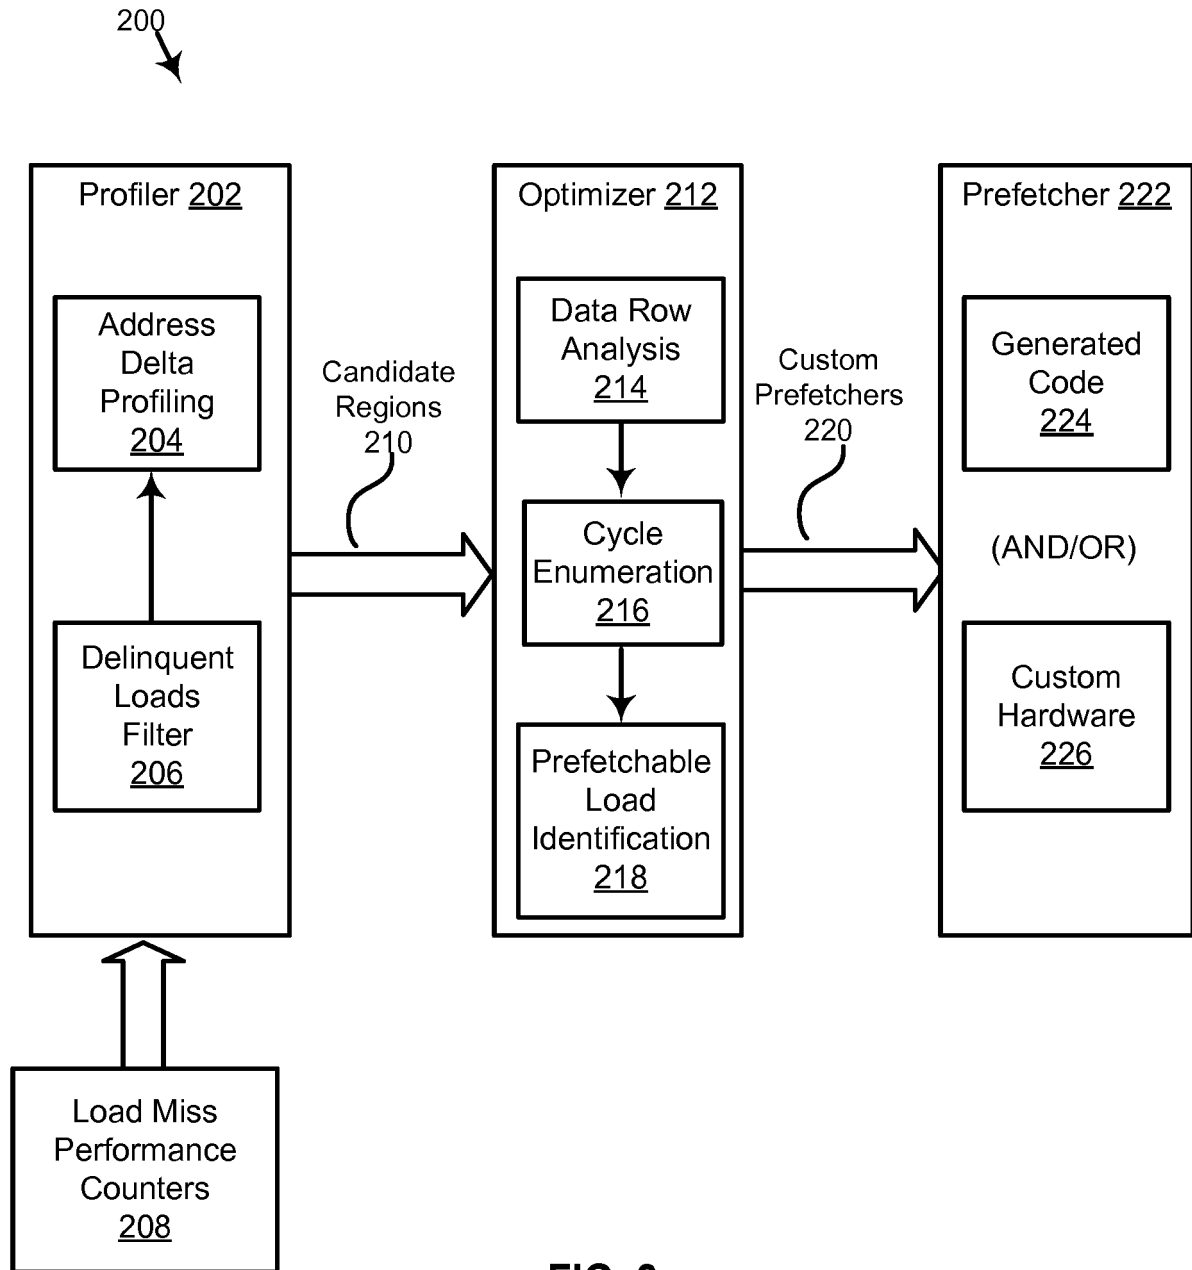 200
Profiler 202
Address
Delta
Profiling
204
Delinquent
Loads
Filter
206
Load Miss
Performance
Counters
208
Candidate
Regions
210
Optimizer 212
Data Row
Analysis
214
Cycle
Enumeration
216
Prefetchable
Load
Identification
218
Custom
Prefetchers
220
Prefetcher 222
Generated
Code
224
(AND/OR)
Custom
Hardware
226
FIG.